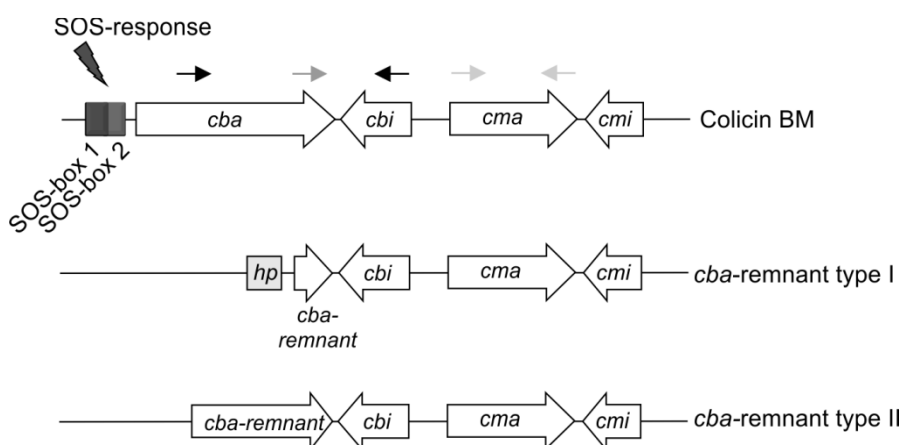 SOS-response
cba
cbi
cma
cmi
Colicin BM
SOS-box 1
SOS-box 2
hp
cbi
cma
cmi
cba-remnant type I
cba-
remnant
cba-remnant
cbi
cma
cmi
cba-remnant type II